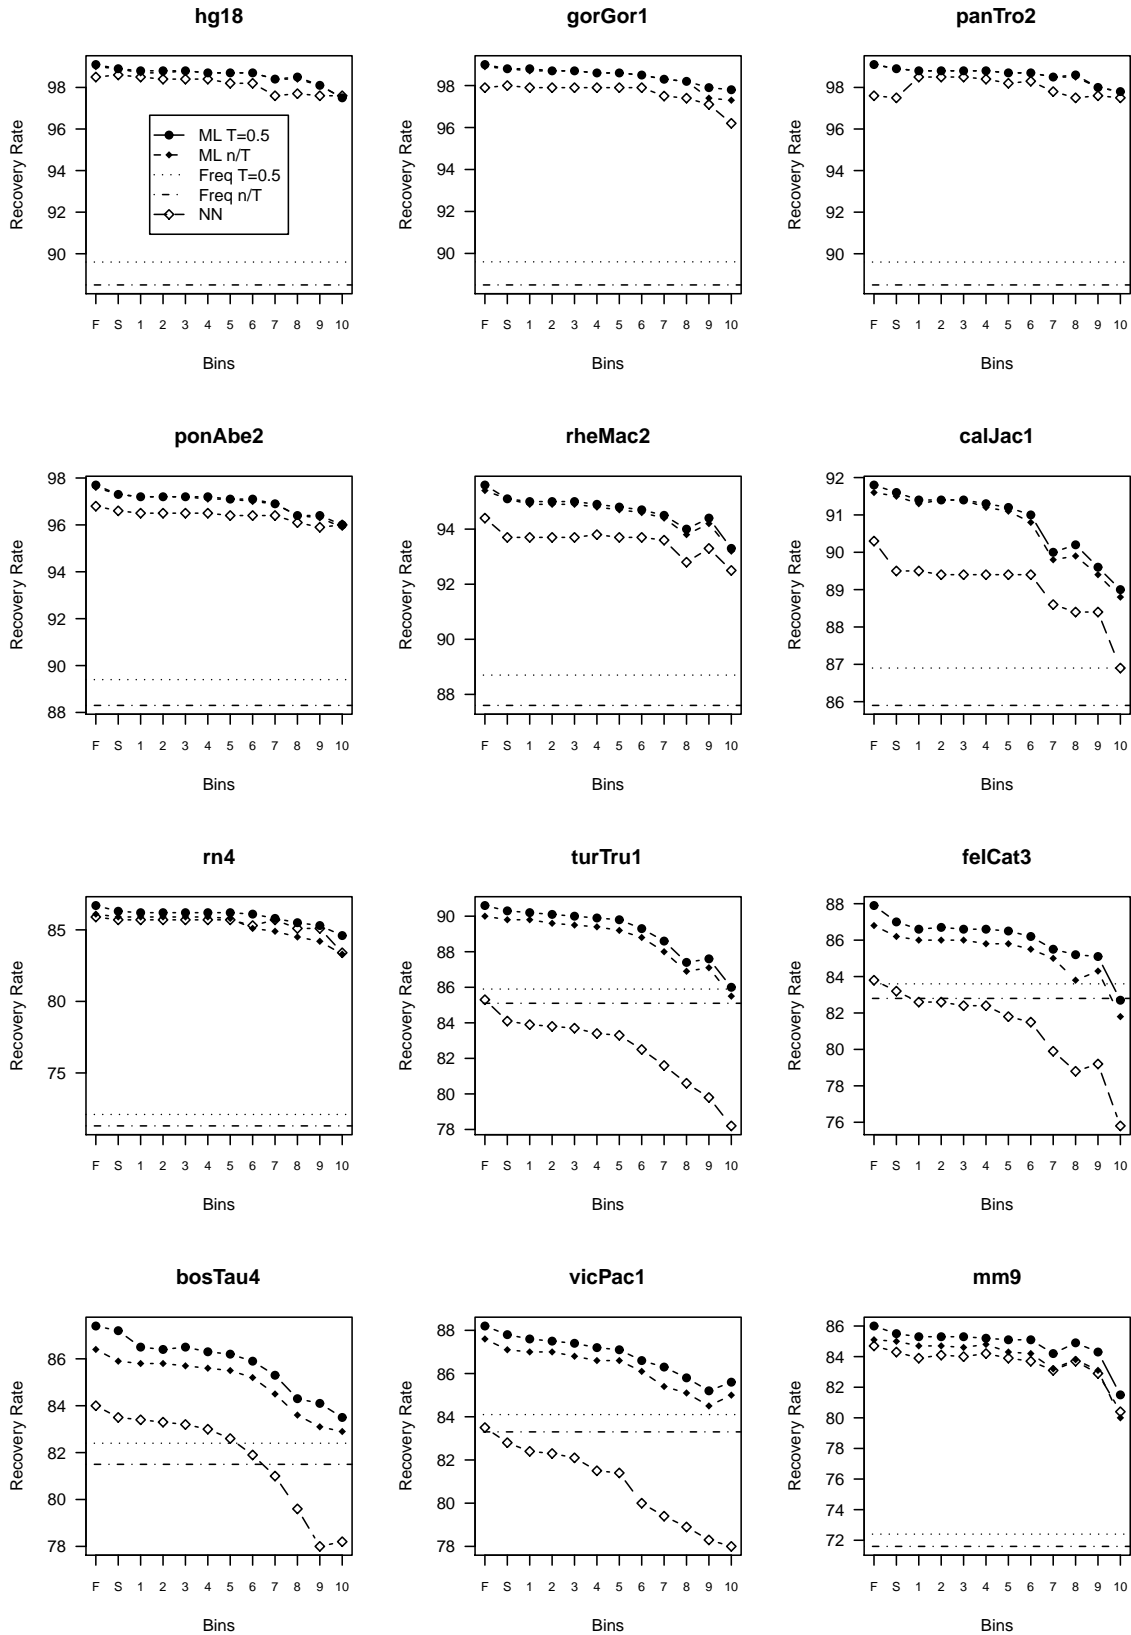 hg18
gorGor1
panTro2
Recovery Rate
98
96
94
92
90
ML T=0.5
ML n/T
Freq T=0.5
Freq n/T
NN
F S 1 2 3 4 5 6 7 8 9 10
Bins
Recovery Rate
98
96
94
92
90
F S 1 2 3 4 5 6 7 8 9 10
Bins
Recovery Rate
98
96
94
92
90
F S 1 2 3 4 5 6 7 8 9 10
Bins
ponAbe2
rheMac2
calJac1
Recovery Rate
98
96
94
92
90
88
F S 1 2 3 4 5 6 7 8 9 10
Bins
Recovery Rate
94
92
90
88
F S 1 2 3 4 5 6 7 8 9 10
Bins
Recovery Rate
92
91
90
89
88
87
86
F S 1 2 3 4 5 6 7 8 9 10
Bins
rn4
turTru1
felCat3
Recovery Rate
85
80
75
F S 1 2 3 4 5 6 7 8 9 10
Bins
Recovery Rate
90
88
86
84
82
80
78
F S 1 2 3 4 5 6 7 8 9 10
Bins
Recovery Rate
88
86
84
82
80
78
76
F S 1 2 3 4 5 6 7 8 9 10
Bins
bosTau4
vicPac1
mm9
Recovery Rate
86
84
82
80
78
F S 1 2 3 4 5 6 7 8 9 10
Bins
Recovery Rate
88
86
84
82
80
78
F S 1 2 3 4 5 6 7 8 9 10
Bins
Recovery Rate
86
84
82
80
78
76
74
72
F S 1 2 3 4 5 6 7 8 9 10
Bins